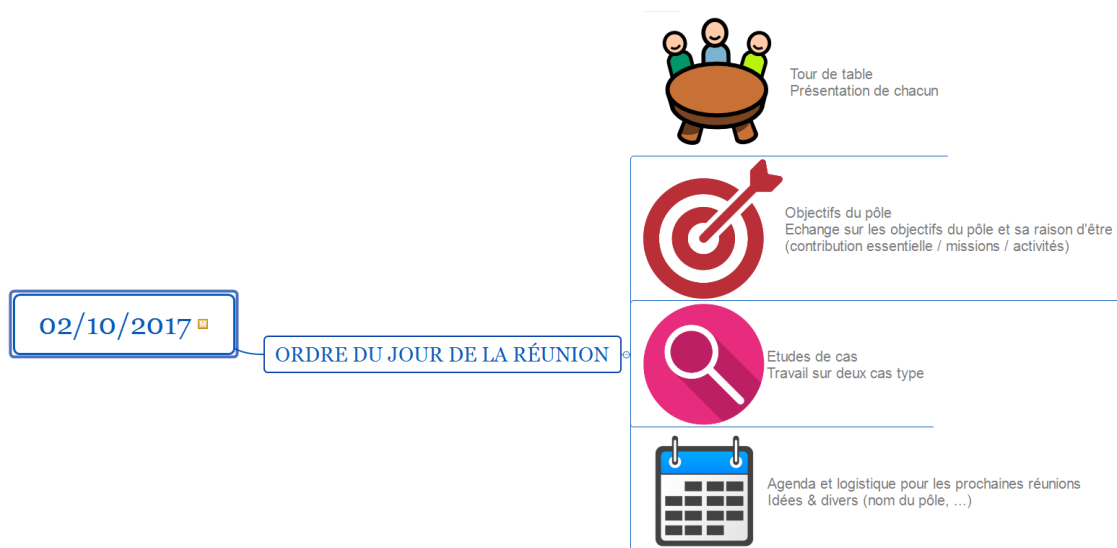 02/10/2017
ORDRE DU JOUR DE LA RÉUNION
Tour de table
Présentation de chacun
Objectifs du pôle
Echange sur les objectifs du pôle et sa raison d'être
(contribution essentielle / missions / activités)
Etudes de cas
Travail sur deux cas type
Agenda et logistique pour les prochaines réunions
Idées & divers (nom du pôle, ...)